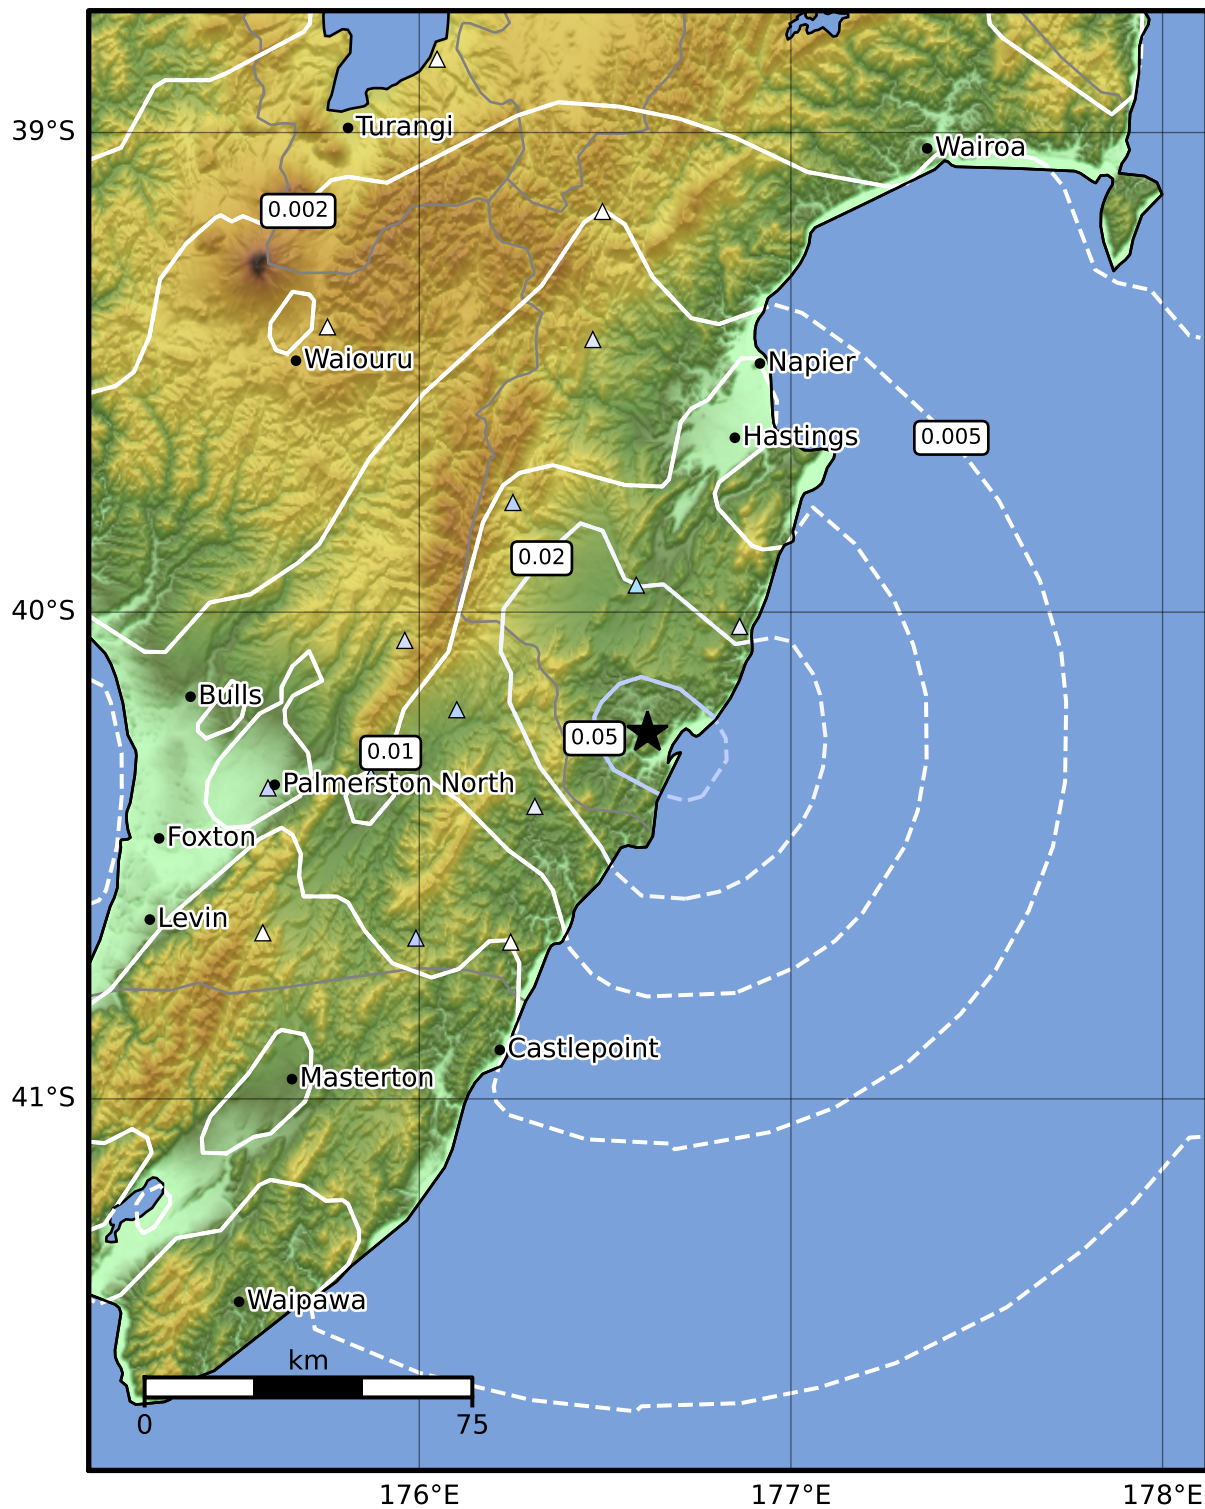 Turangi
39°S
Wairoa
0.002
Waiouru
Napier
Hastings
0.005
0.02
40°S
Bulls
0.05
0.01
Palmerston North
Foxton
Levin
Castlepoint
Masterton
41°S
Waipawa
km
0 75
176°E 177°E 178°E